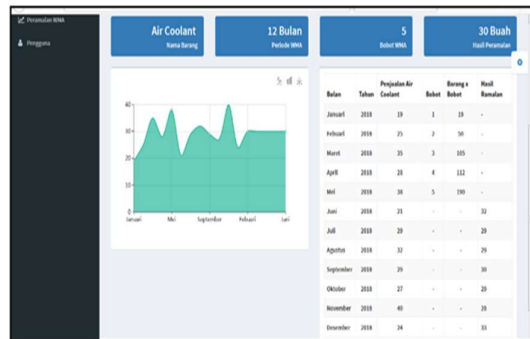 Peramalan WMA
Pengguna
Air Coolant
Nama Barang
12 Bulan
Periode WMA
5
Bobot WMA
30 Buah
Hasil Peramalan
40
30
20
10
0
Januari Mei September Februari Juni
Bulan Tahun Penjualan Air Coolant Bobot Barang x Bobot Hasil Ramalan
Januari 2018 19 1 19 -
Februari 2018 25 2 50 -
Maret 2018 35 3 105 -
April 2018 28 4 112 -
Mei 2018 38 5 190 -
Juni 2018 21 - - 32
Juli 2018 29 - - 29
Agustus 2018 32 - - 29
September 2018 29 - - 30
Oktober 2018 27 - - 29
November 2018 40 - - 28
Desember 2018 24 - - 33